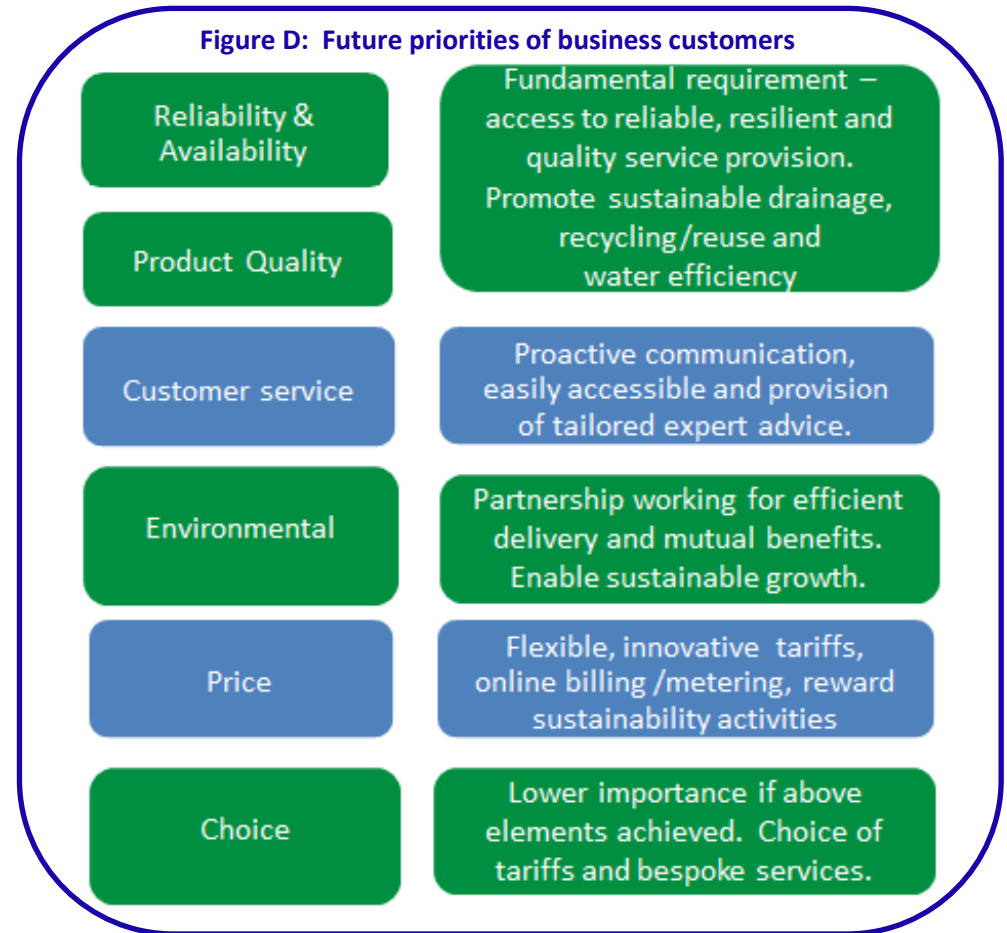 Figure D: Future priorities of business customers
Reliability &
Availability
Fundamental requirement –
access to reliable, resilient and
quality service provision.
Promote sustainable drainage,
recycling/reuse and
water efficiency
Product Quality
Customer service
Proactive communication,
easily accessible and provision
of tailored expert advice.
Environmental
Partnership working for efficient
delivery and mutual benefits.
Enable sustainable growth.
Price
Flexible, innovative tariffs,
online billing /metering, reward
sustainability activities
Choice
Lower importance if above
elements achieved. Choice of
tariffs and bespoke services.